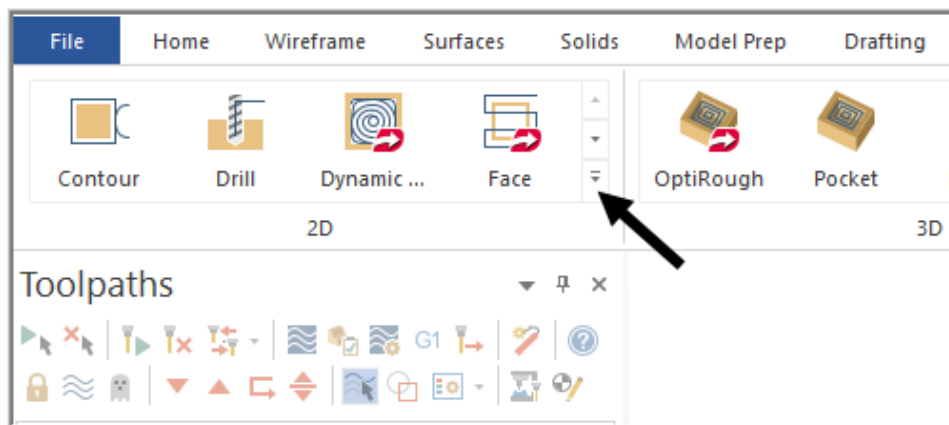 File Home Wireframe Surfaces Solids Model Prep Drafting
Contour Drill Dynamic ... Face OptiRough Pocket
2D 3D
Toolpaths
G1